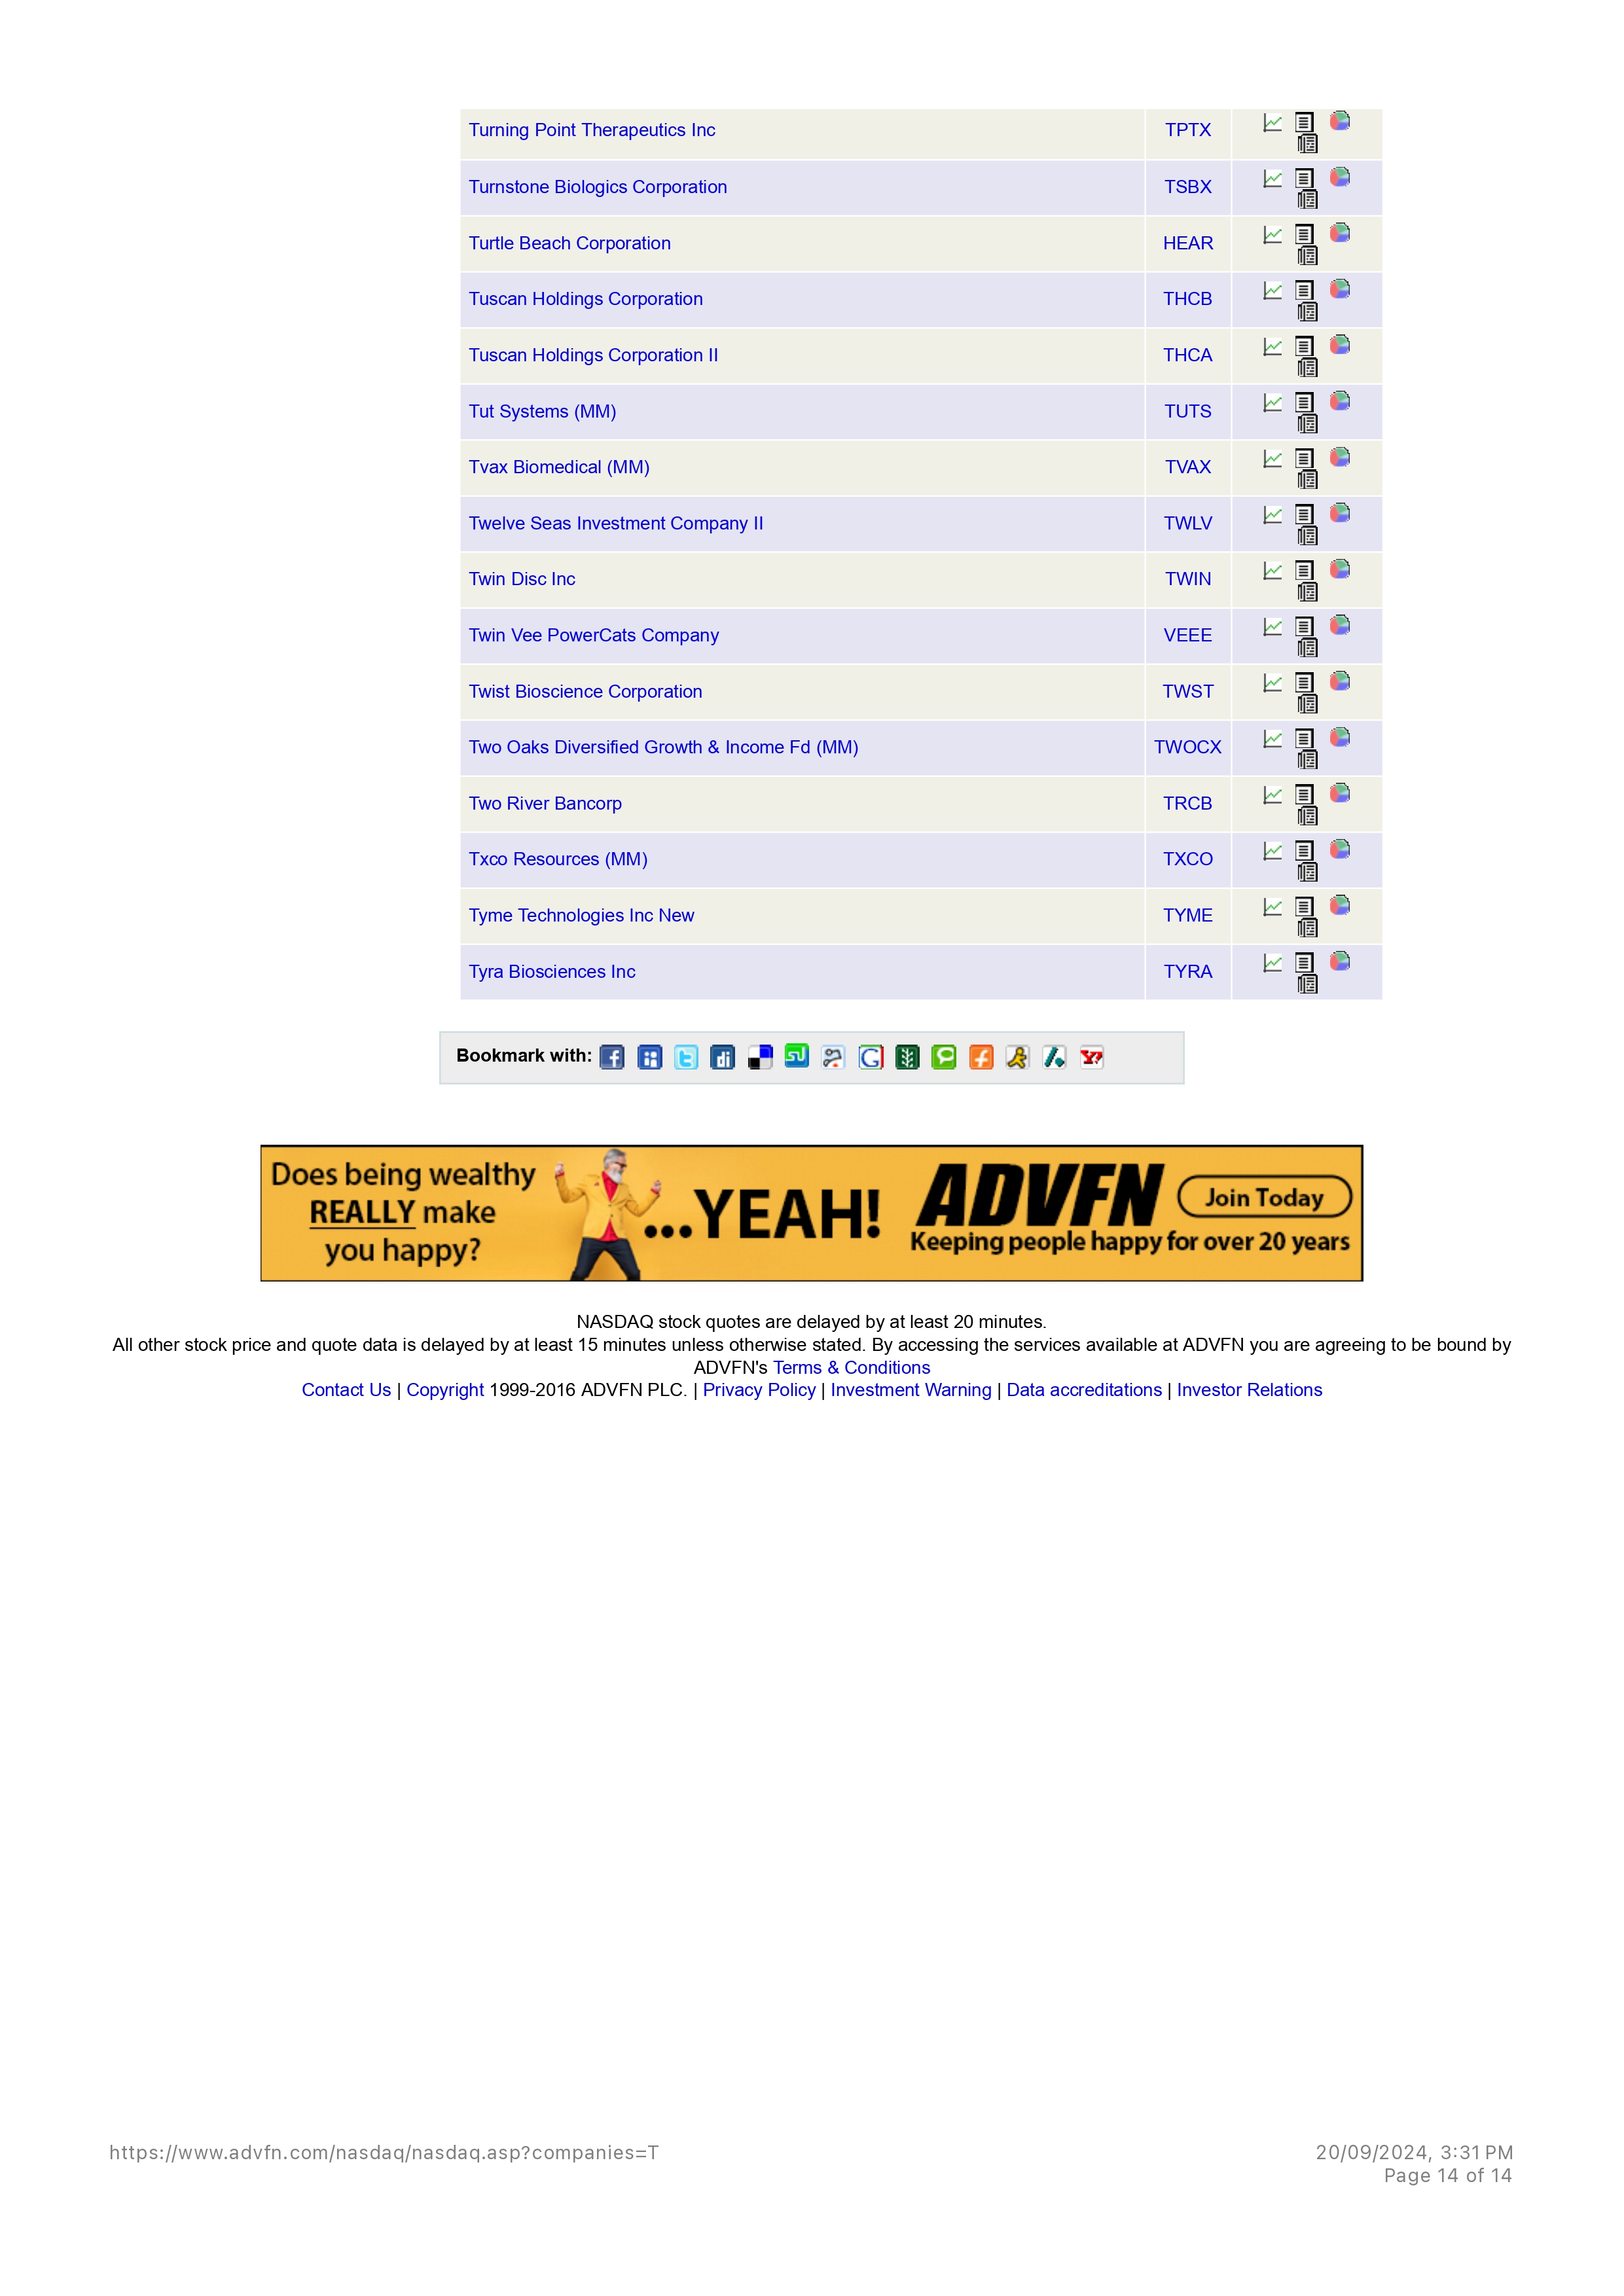 Turning Point Therapeutics Inc TPTX
Turnstone Biologics Corporation TSBX
Turtle Beach Corporation HEAR
Tuscan Holdings Corporation THCB
Tuscan Holdings Corporation II THCA
Tut Systems (MM) TUTS
Tvax Biomedical (MM) TVAX
Twelve Seas Investment Company II TWLV
Twin Disc Inc TWIN
Twin Vee PowerCats Company VEEE
Twist Bioscience Corporation TWST
Two Oaks Diversified Growth & Income Fd (MM) TWOCX
Two River Bancorp TRCB
Txco Resources (MM) TXCO
Tyme Technologies Inc New TYME
Tyra Biosciences Inc TYRA
Bookmark with:
Does being wealthy
REALLY make
you happy?
...YEAH!
ADVFN
Join Today
Keeping people happy for over 20 years
NASDAQ stock quotes are delayed by at least 20 minutes.
All other stock price and quote data is delayed by at least 15 minutes unless otherwise stated. By accessing the services available at ADVFN you are agreeing to be bound by
ADVFN's Terms & Conditions
Contact Us | Copyright 1999-2016 ADVFN PLC. | Privacy Policy | Investment Warning | Data accreditations | Investor Relations
https://www.advfn.com/nasdaq/nasdaq.asp?companies=T
20/09/2024, 3:31 PM
Page 14 of 14